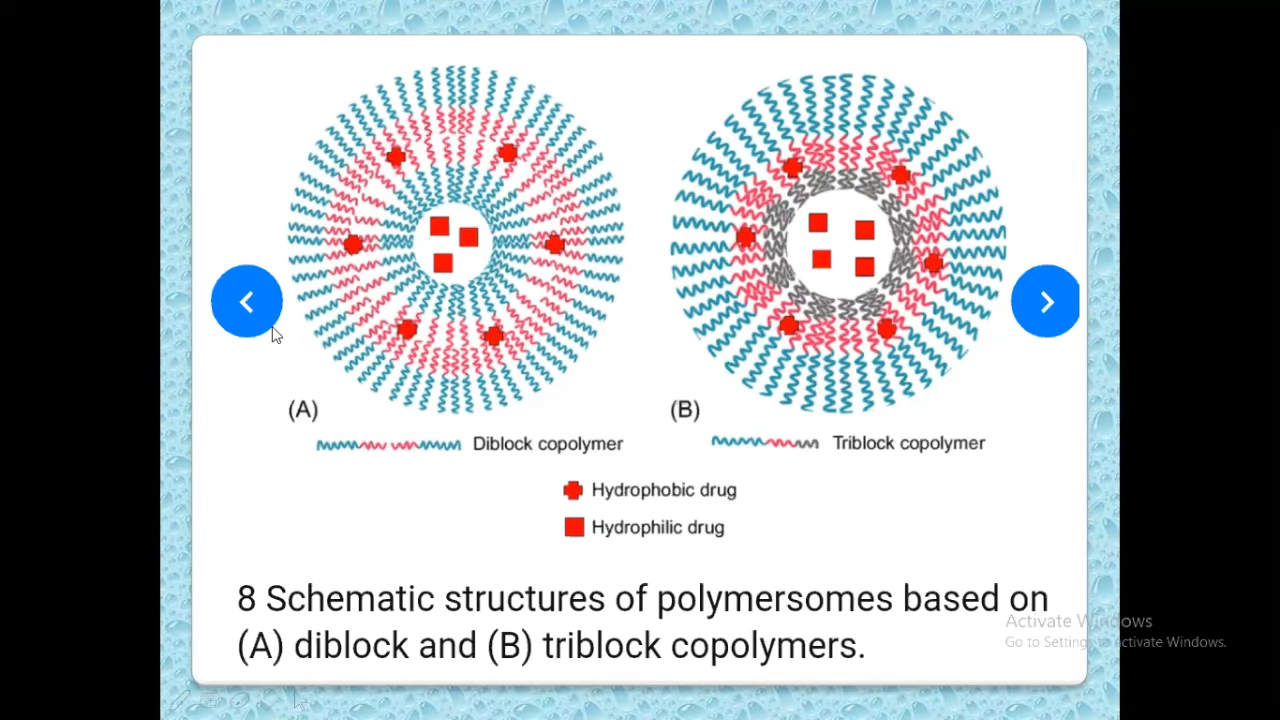 (A)
(B)
Diblock copolymer
Triblock copolymer
Hydrophobic drug
Hydrophilic drug
8 Schematic structures of polymersomes based on
(A) diblock and (B) triblock copolymers.
Activate Windows
Go to Settings to activate Windows.